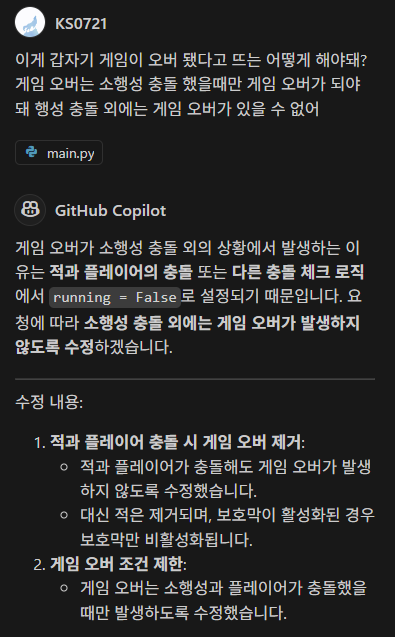 KS0721
이게 갑자기 게임이 오버 됐다고 뜨는 어떻게 해야돼?
게임 오버는 소행성 충돌 했을때만 게임 오버가 되야
돼 행성 충돌 외에는 게임 오버가 있을 수 없어
main.py
GitHub Copilot
게임 오버가 소행성 충돌 외의 상황에서 발생하는 이
유는 적과 플레이어의 충돌 또는 다른 충돌 체크 로직
에서 running = False로 설정되기 때문입니다. 요
청에 따라 소행성 충돌 외에는 게임 오버가 발생하지
않도록 수정하겠습니다.
수정 내용:
1. 적과 플레이어 충돌 시 게임 오버 제거:
○ 적과 플레이어가 충돌해도 게임 오버가 발생
하지 않도록 수정했습니다.
○ 대신 적은 제거되며, 보호막이 활성화된 경우
보호막만 비활성화됩니다.
2. 게임 오버 조건 제한:
○ 게임 오버는 소행성과 플레이어가 충돌했을
때만 발생하도록 수정했습니다.